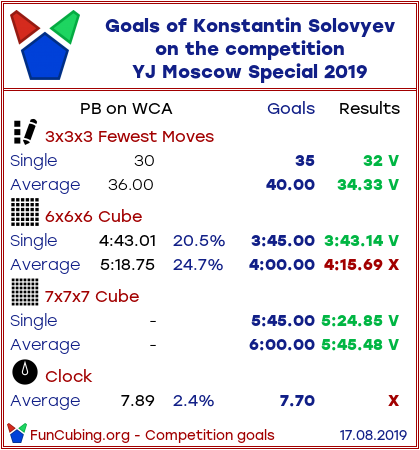 Goals of Konstantin Solovyev
on the competition
YJ Moscow Special 2019
PB on WCA Goals Results
3x3x3 Fewest Moves
Single 30 35 32 V
Average 36.00 40.00 34.33 V
6x6x6 Cube
Single 4:43.01 20.5% 3:45.00 3:43.14 V
Average 5:18.75 24.7% 4:00.00 4:15.69 X
7x7x7 Cube
Single - 5:45.00 5:24.85 V
Average - 6:00.00 5:45.48 V
Clock
Average 7.89 2.4% 7.70 X
FunCubing.org - Competition goals 17.08.2019